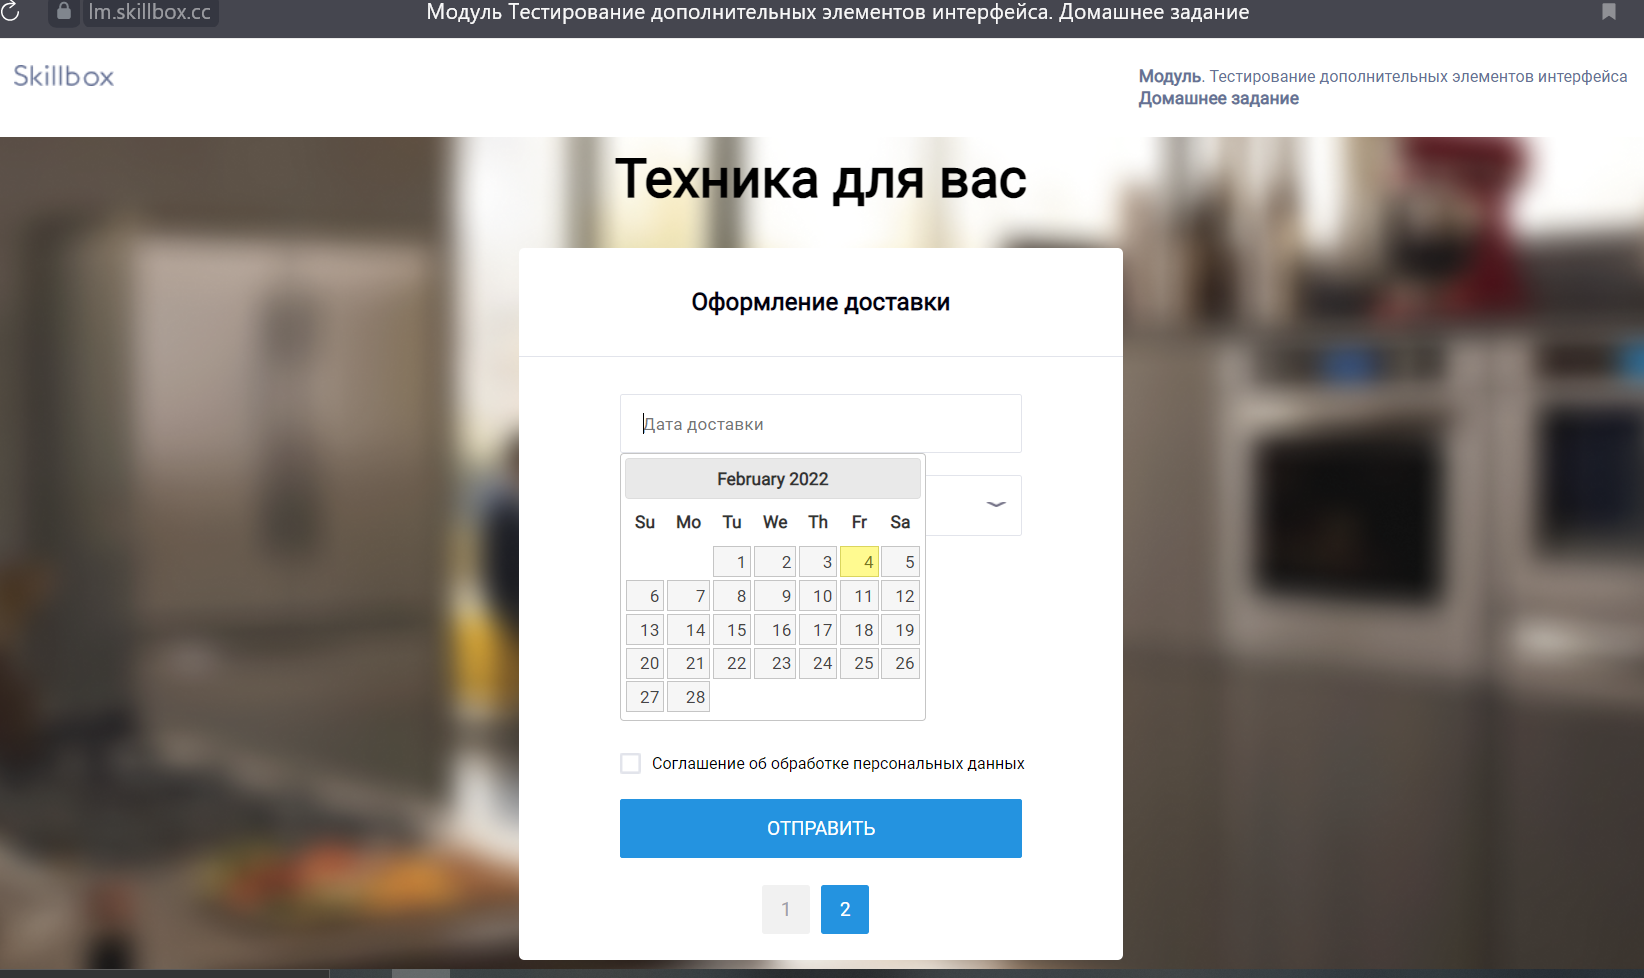 lm.skillbox.cc
Модуль Тестирование дополнительных элементов интерфейса. Домашнее задание
Skillbox
Модуль. Тестирование дополнительных элементов интерфейса
Домашнее задание
Техника для вас
Оформление доставки
Дата доставки
February 2022
Su Mo Tu We Th Fr Sa
1 2 3 4 5
6 7 8 9 10 11 12
13 14 15 16 17 18 19
20 21 22 23 24 25 26
27 28
Соглашение об обработке персональных данных
ОТПРАВИТЬ
1 2